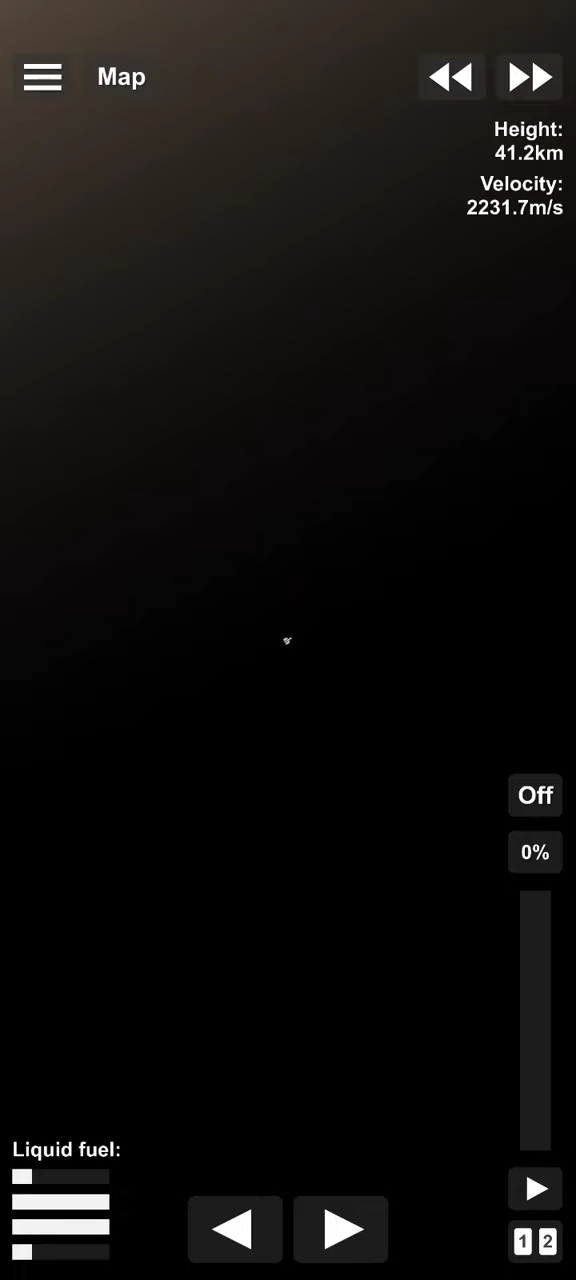 Map
Height:
41.2km
Velocity:
2231.7m/s
Off
0%
Liquid fuel:
1 2